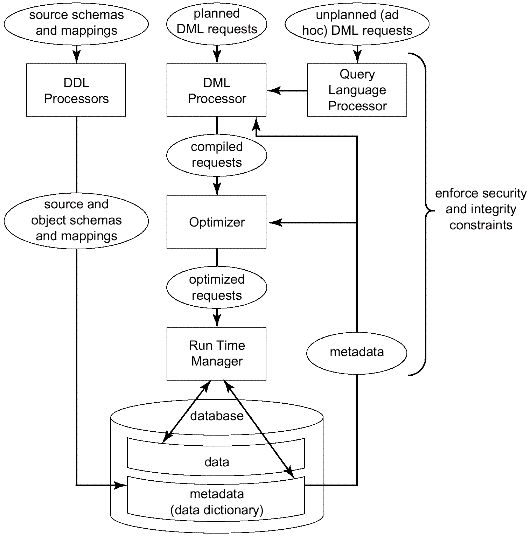 source schemas
and mappings
planned
DML requests
unplanned (ad
hoc) DML requests
DDL
Processors
DML
Processor
Query
Language
Processor
compiled
requests
source and
object schemas
and mappings
Optimizer
enforce security
and integrity
constraints
optimized
requests
Run Time
Manager
metadata
database
data
metadata
(data dictionary)